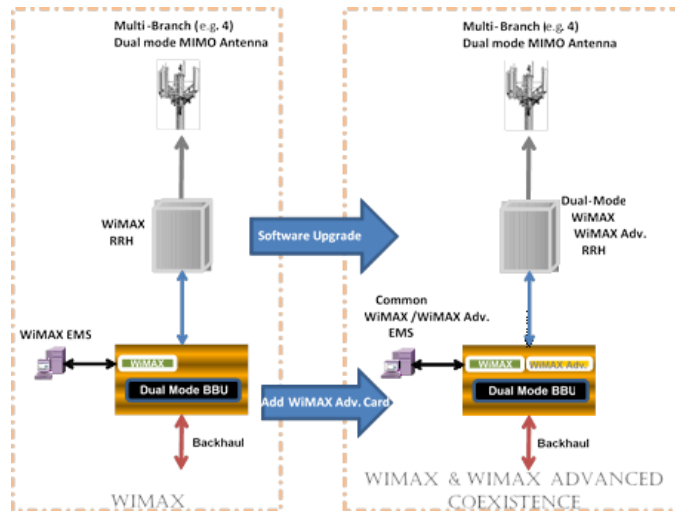 Multi-Branch (e.g. 4)
Dual mode MIMO Antenna
WiMAX
RRH
WiMAX EMS
WiMAX
Dual Mode BBU
Backhaul
WIMAX
Software Upgrade
Add WiMAX Adv. Card
Multi-Branch (e.g. 4)
Dual mode MIMO Antenna
Dual-Mode
WiMAX
WiMAX Adv.
RRH
Common
WiMAX /WiMAX Adv.
EMS
WiMAX
WiMAX Adv.
Dual Mode BBU
Backhaul
WIMAX & WIMAX ADVANCED
COEXISTENCE